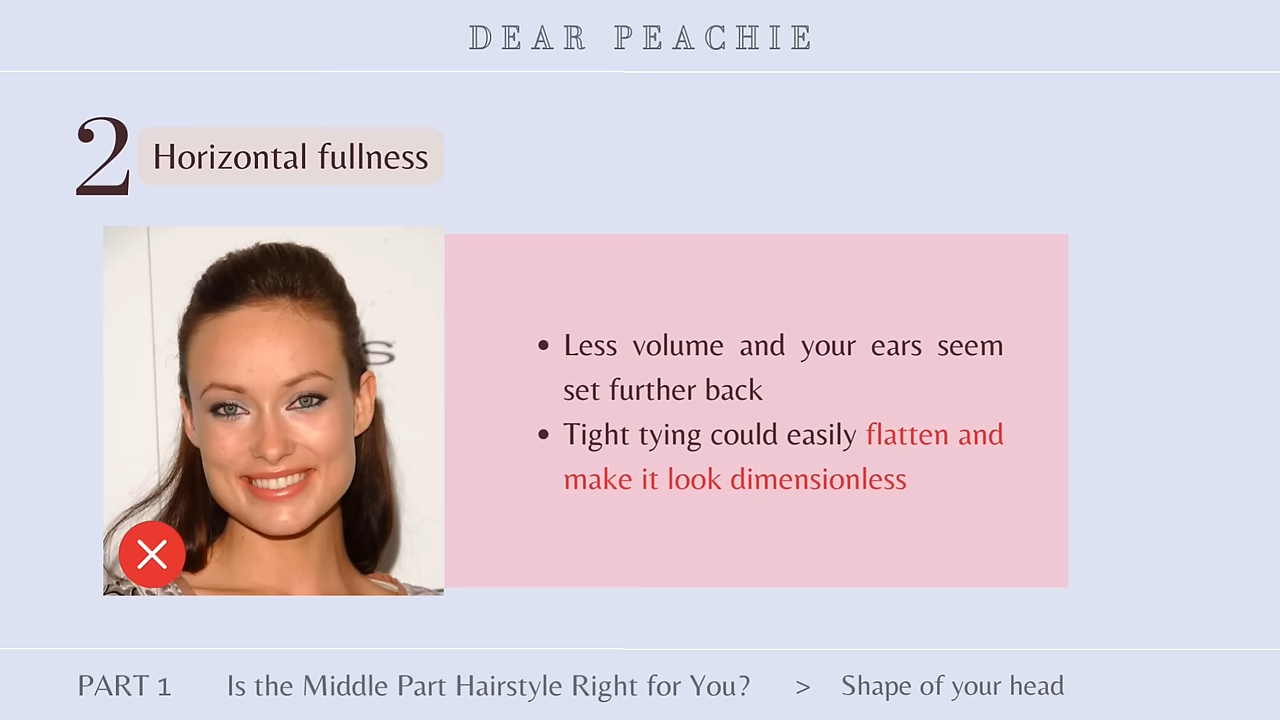 DEAR PEACHIE
2 Horizontal fullness
S
• Less volume and your ears seem
set further back
• Tight tying could easily flatten and
make it look dimensionless
PART 1 Is the Middle Part Hairstyle Right for You? > Shape of your head